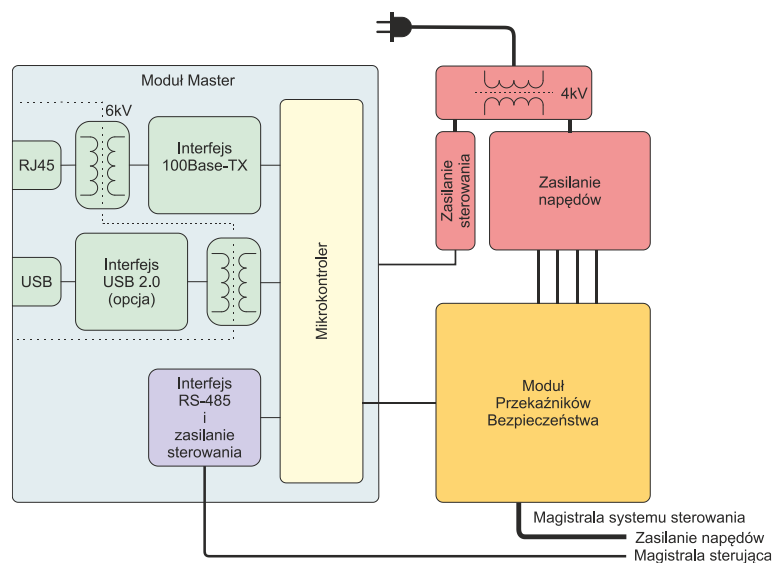 Moduł Master
6kV
RJ45
Interfejs
100Base-TX
USB
Interfejs
USB 2.0
(opcja)
Mikrokontroler
Interfejs
RS-485
i
zasilanie
sterowania
4kV
Zasilanie
sterowania
Zasilanie
napędów
Moduł
Przekaźników
Bezpieczeństwa
Magistrala systemu sterowania
Zasilanie napędów
Magistrala sterująca